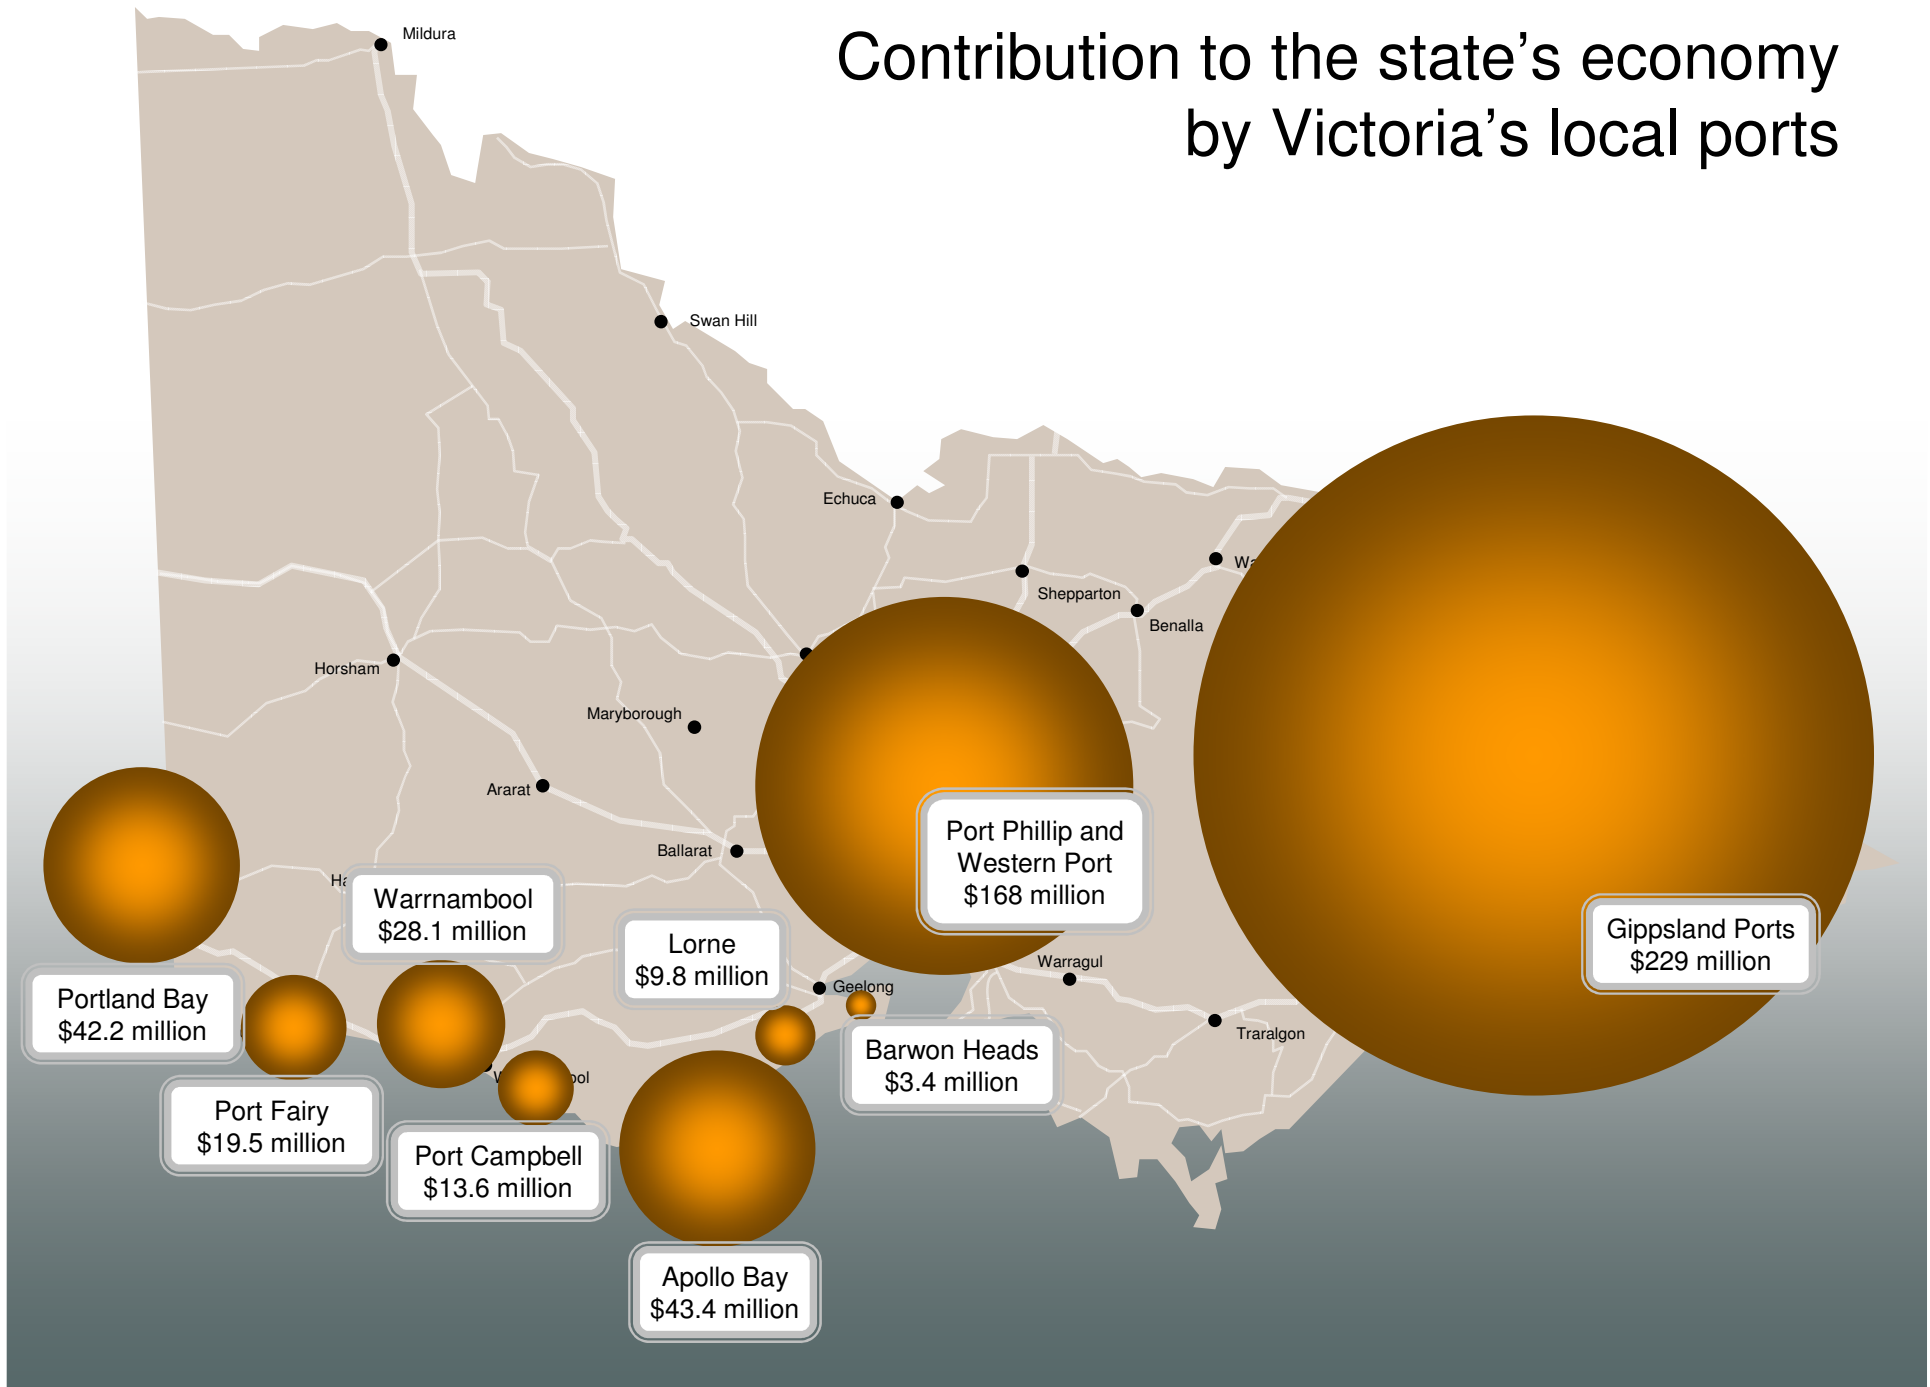 Contribution to the state’s economy
by Victoria’s local ports
Mildura
Swan Hill
Echuca
Shepparton
Benalla
Horsham
Maryborough
Ararat
Ballarat
Port Phillip and
Western Port
$168 million
Warrnambool
$28.1 million
Lorne
$9.8 million
Gippsland Ports
$229 million
Warragul
Geelong
Portland Bay
$42.2 million
Traralgon
Barwon Heads
$3.4 million
Port Fairy
$19.5 million
Port Campbell
$13.6 million
Apollo Bay
$43.4 million